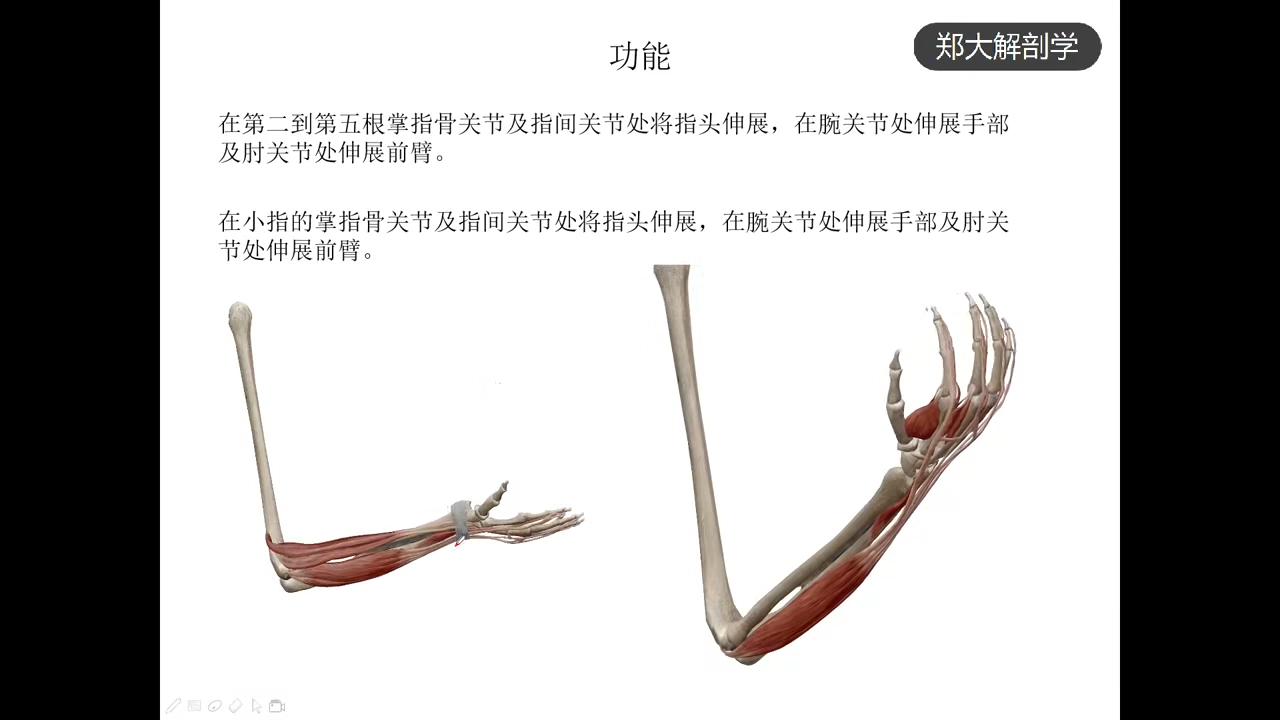 郑大解剖学
功能
在第二到第五根掌指骨关节及指间关节处将指头伸展，在腕关节处伸展手部
及肘关节处伸展前臂。
在小指的掌指骨关节及指间关节处将指头伸展，在腕关节处伸展手部及肘关
节处伸展前臂。